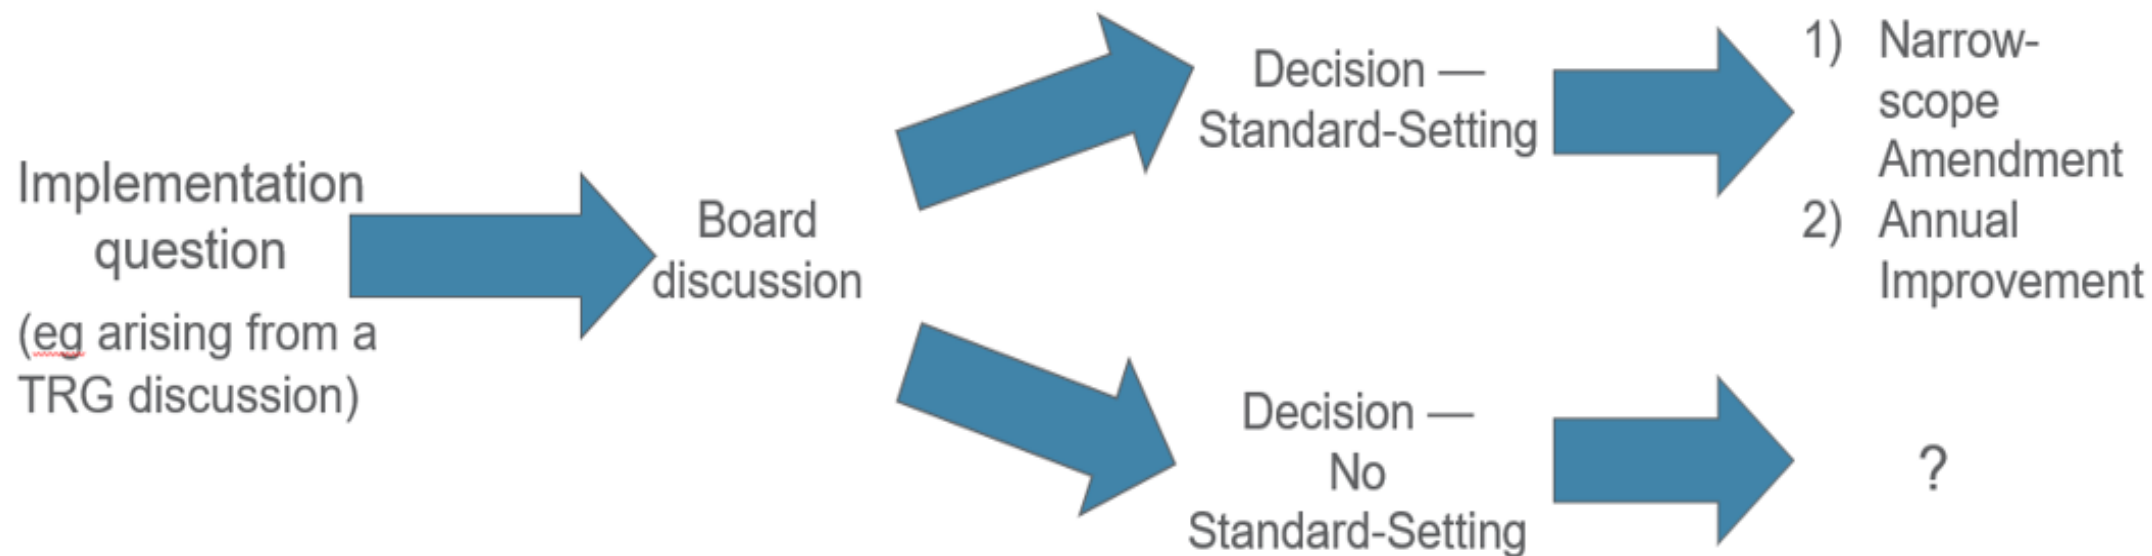 Implementation
question
(eg arising from a
TRG discussion)
Board
discussion
Decision —
Standard-Setting
1) Narrow-
scope
Amendment
2) Annual
Improvement
Decision —
No
Standard-Setting
?